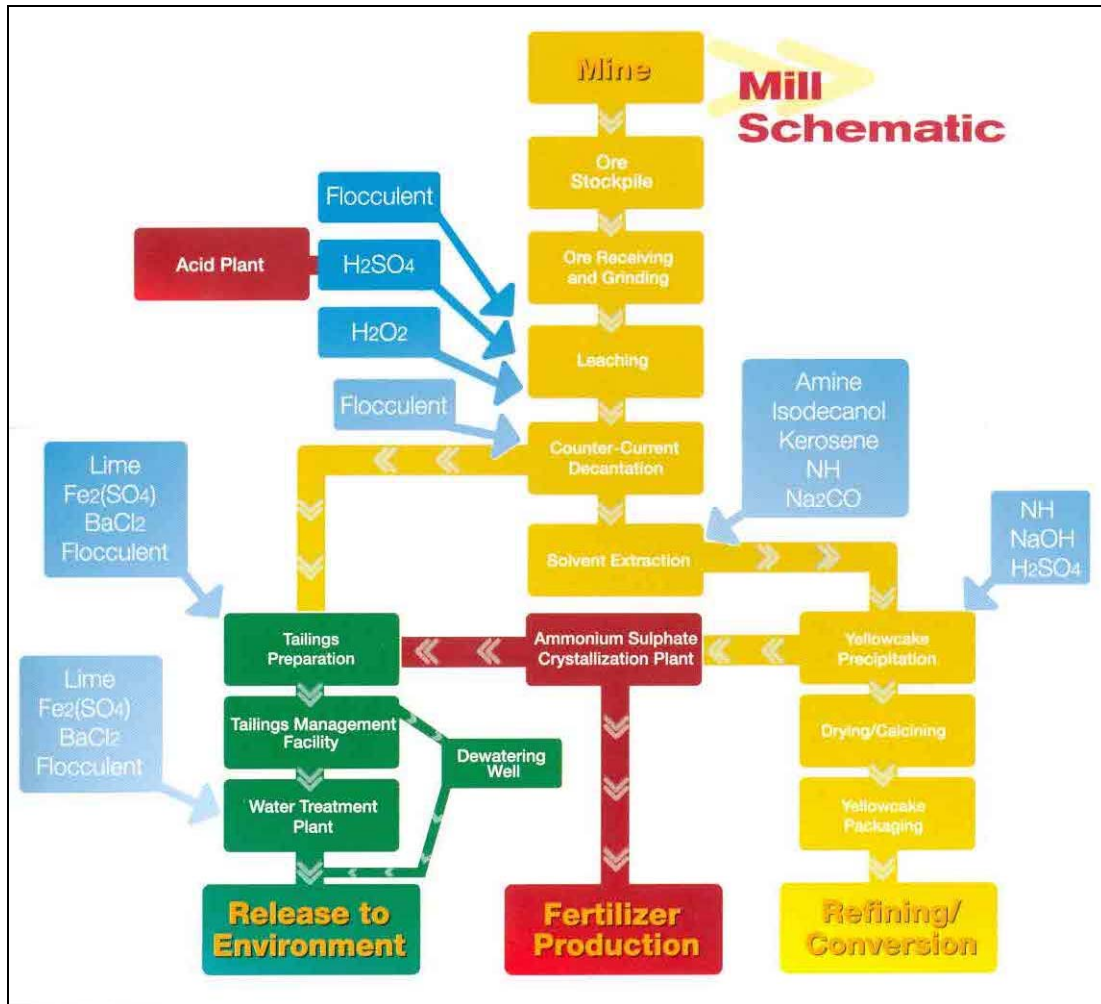 Mine
Mill
Schematic
Ore
Stockpile
Flocculent
Acid Plant
H2SO4
Ore Receiving
and Grinding
H2O2
Leaching
Flocculent
Counter-Current
Decantation
Amine
Isodecanol
Kerosene
NH
Na2CO
Lime
Fe2(SO4)
BaCl2
Flocculent
Solvent Extraction
NH
NaOH
H2SO4
Tailings
Preparation
Ammonium Sulphate
Crystallization Plant
Yellowcake
Precipitation
Lime
Fe2(SO4)
BaCl2
Flocculent
Tailings Management
Facility
Dewatering
Well
Drying/Calcining
Water Treatment
Plant
Yellowcake
Packaging
Release to
Environment
Fertilizer
Production
Refining/
Conversion